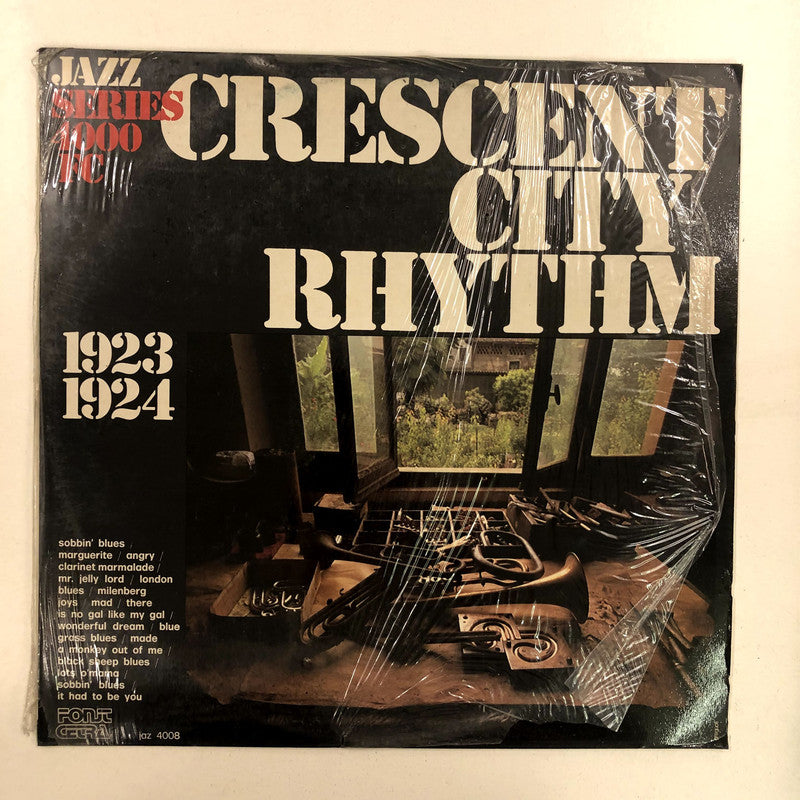 JAZZ
SERIES
4000
FC
CRESCENT
CITY
RHYTHM
1923
1924
sobbin' blues /
marguerite / angry /
clarinet marmalade /
mr. jelly lord / london
blues / milenberg
joys / mad / there
is no gal like my gal /
wonderful dream / blue
grass blues / made
a monkey out of me /
black sheep blues /
lots o'mama /
sobbin' blues /
it had to be you
FONIT
CETRA
jaz 4008